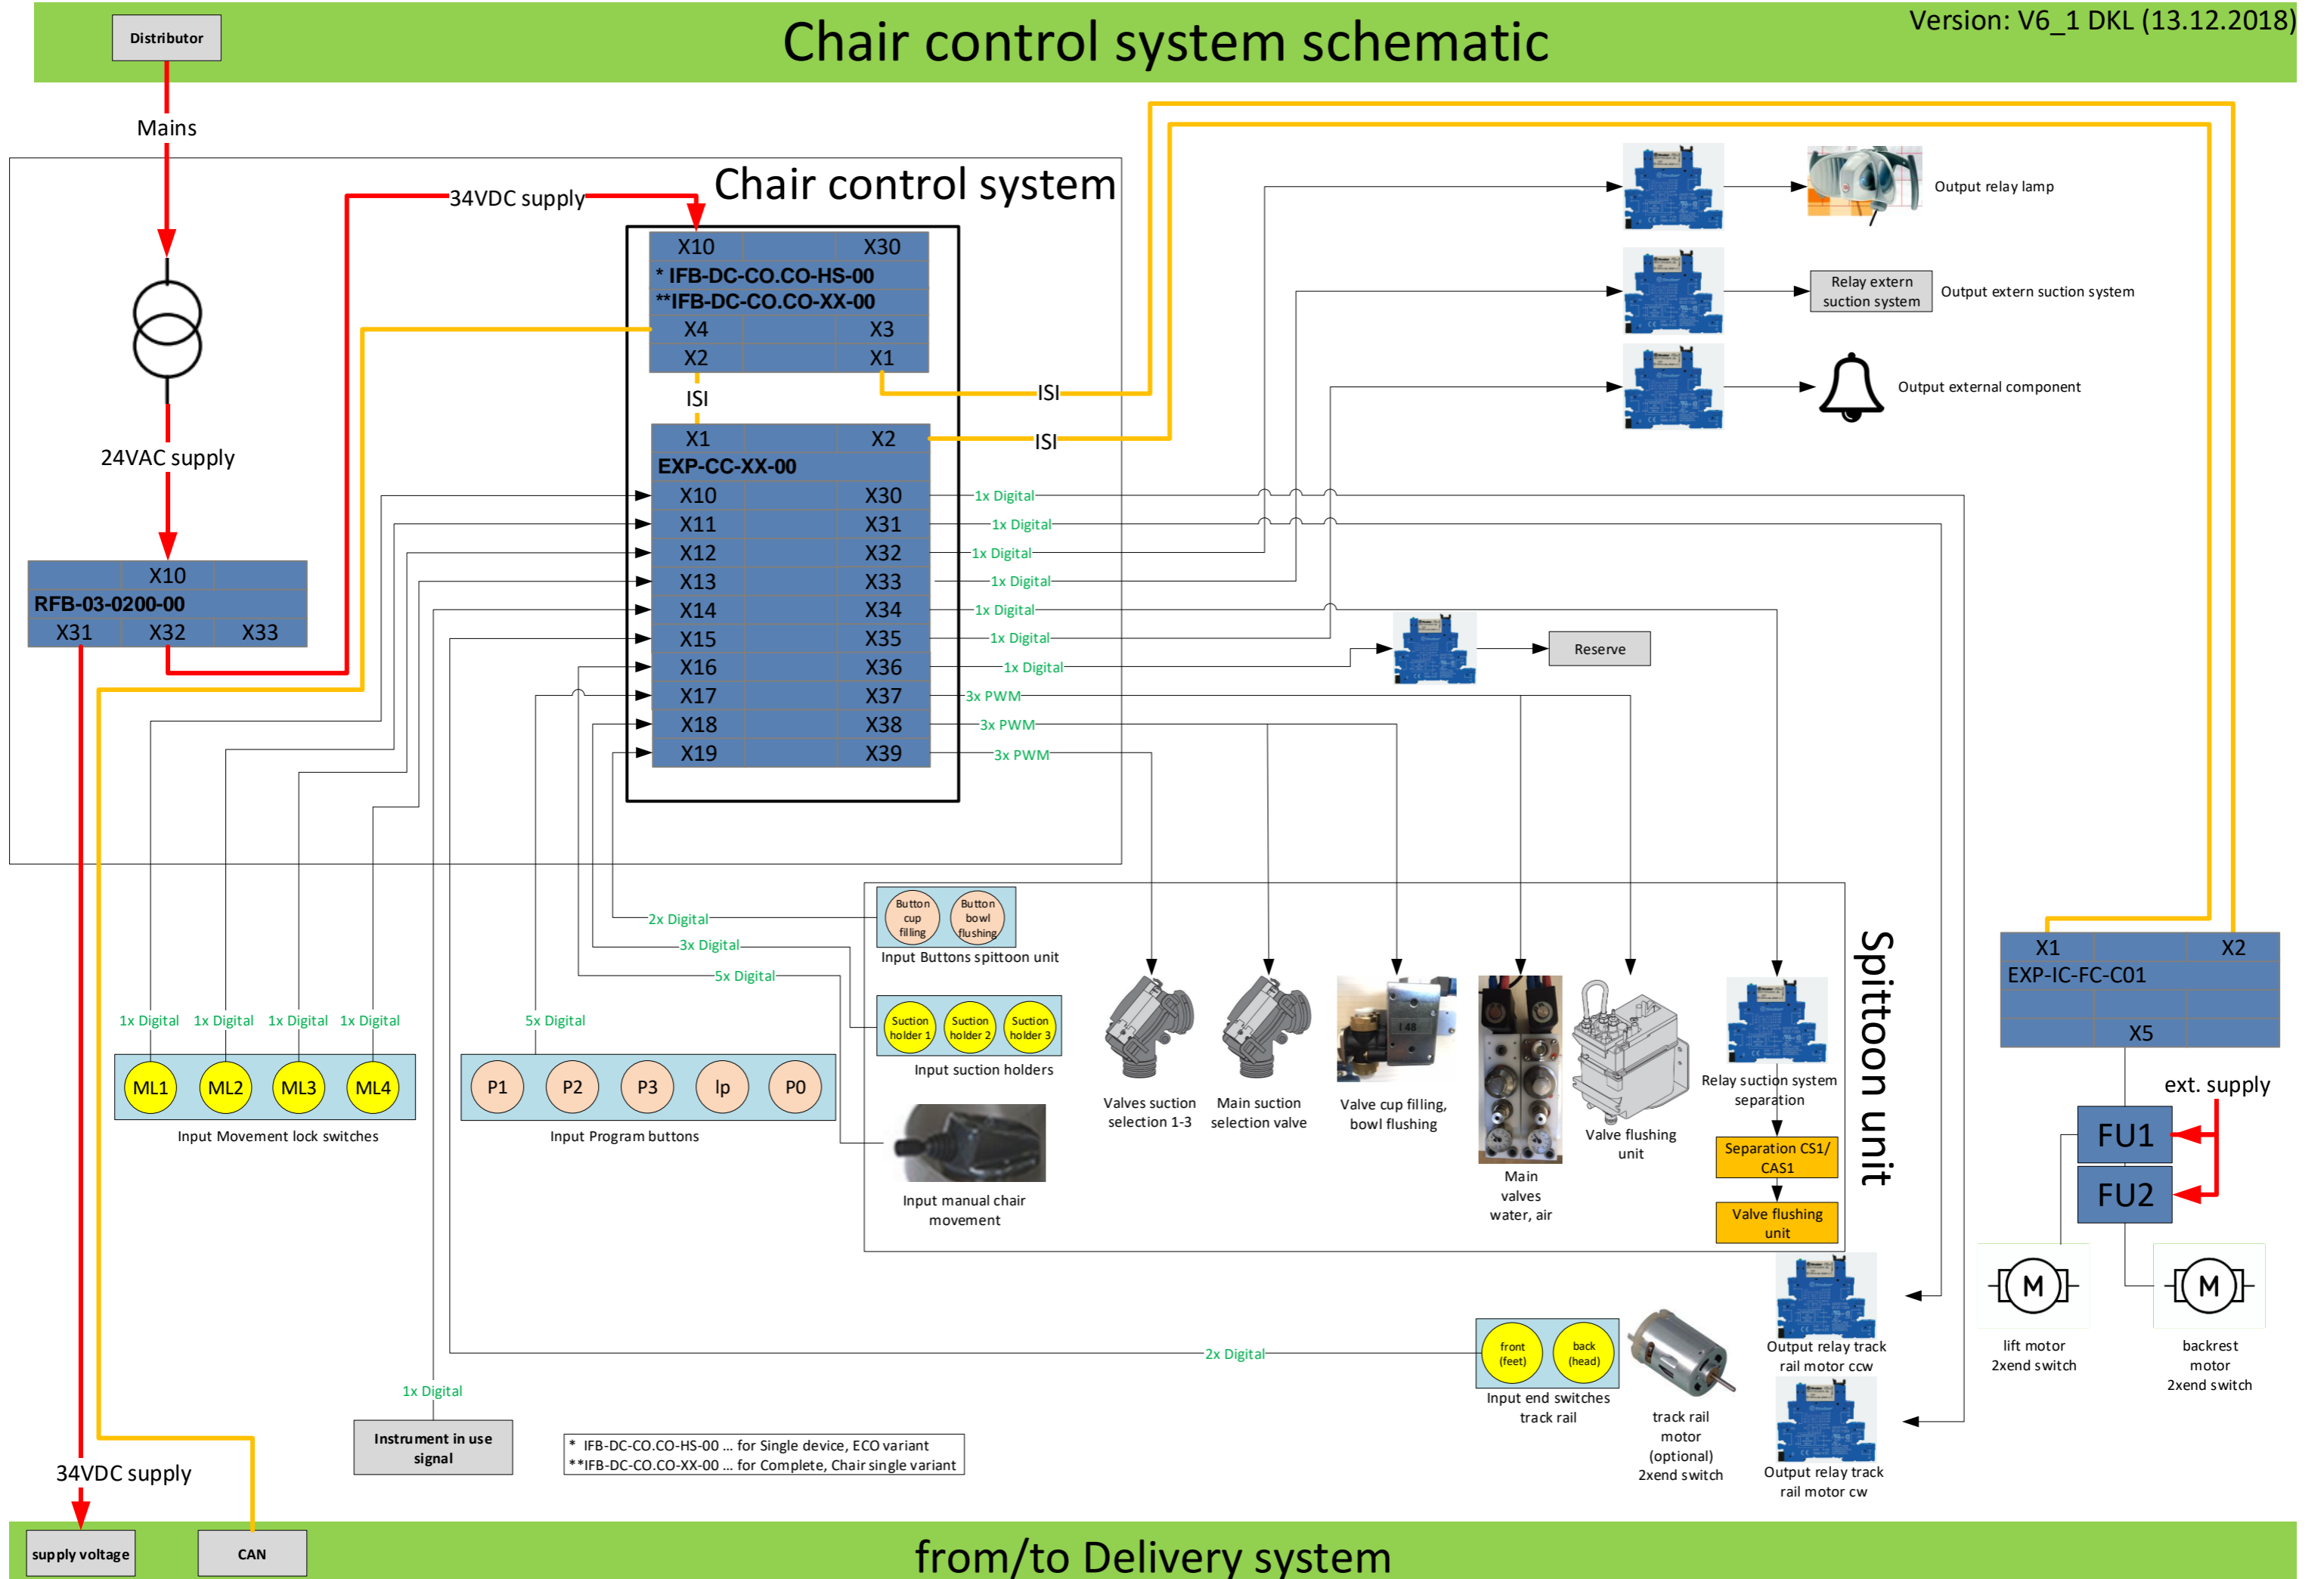 Distributor
Chair control system schematic
Version: V6_1 DKL (13.12.2018)
Mains
Chair control system
34VDC supply
24VAC supply
X10 X30
* IFB-DC-CO.CO-HS-00
**IFB-DC-CO.CO-XX-00
X4 X3
X2 X1
ISI
ISI
ISI
X1 X2
EXP-CC-XX-00
X10 X30
X11 X31
X12 X32
X13 X33
X14 X34
X15 X35
X16 X36
X17 X37
X18 X38
X19 X39
1x Digital
1x Digital
1x Digital
1x Digital
1x Digital
1x Digital
1x Digital
3x PWM
3x PWM
3x PWM
X10
RFB-03-0200-00
X31 X32 X33
Output relay lamp
Relay extern
suction system
Output extern suction system
Output external component
Reserve
2x Digital
3x Digital
5x Digital
Button
cup
filling
Button
bowl
flushing
Input Buttons spittoon unit
Suction
holder 1
Suction
holder 2
Suction
holder 3
Input suction holders
Input manual chair
movement
1x Digital 1x Digital 1x Digital 1x Digital
ML1 ML2 ML3 ML4
Input Movement lock switches
5x Digital
P1 P2 P3 Ip P0
Input Program buttons
Valves suction
selection 1-3
Main suction
selection valve
I 48
Valve cup filling,
bowl flushing
Main
valves
water, air
Valve flushing
unit
Relay suction system
separation
Separation CS1/
CAS1
Valve flushing
unit
Spittoon unit
X1 X2
EXP-IC-FC-C01
X5
ext. supply
FU1
FU2
M
M
lift motor
2xend switch
backrest
motor
2xend switch
2x Digital
front
(feet)
back
(head)
Input end switches
track rail
track rail
motor
(optional)
2xend switch
Output relay track
rail motor ccw
Output relay track
rail motor cw
1x Digital
Instrument in use
signal
* IFB-DC-CO.CO-HS-00 ... for Single device, ECO variant
**IFB-DC-CO.CO-XX-00 ... for Complete, Chair single variant
34VDC supply
supply voltage
CAN
from/to Delivery system